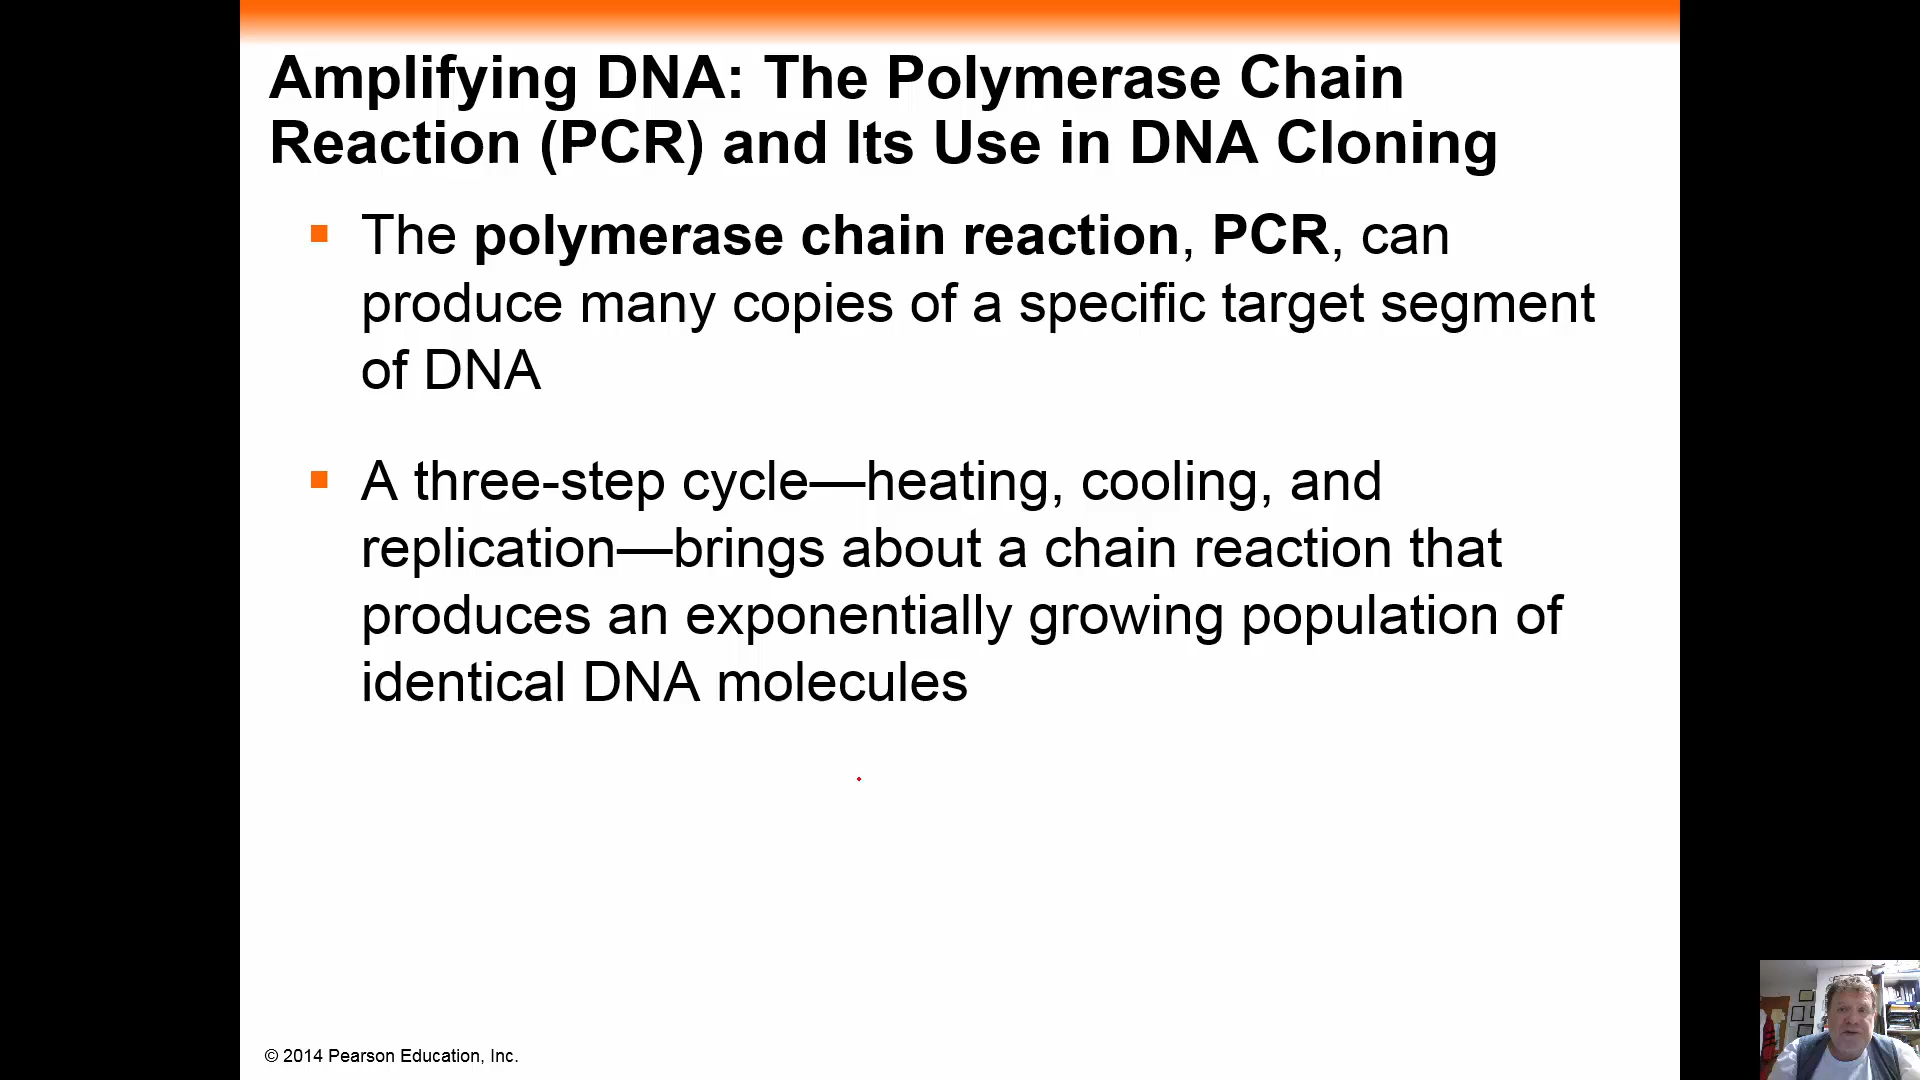 Amplifying DNA: The Polymerase Chain
Reaction (PCR) and Its Use in DNA Cloning
The polymerase chain reaction, PCR, can
produce many copies of a specific target segment
of DNA
A three-step cycle—heating, cooling, and
replication—brings about a chain reaction that
produces an exponentially growing population of
identical DNA molecules
© 2014 Pearson Education, Inc.